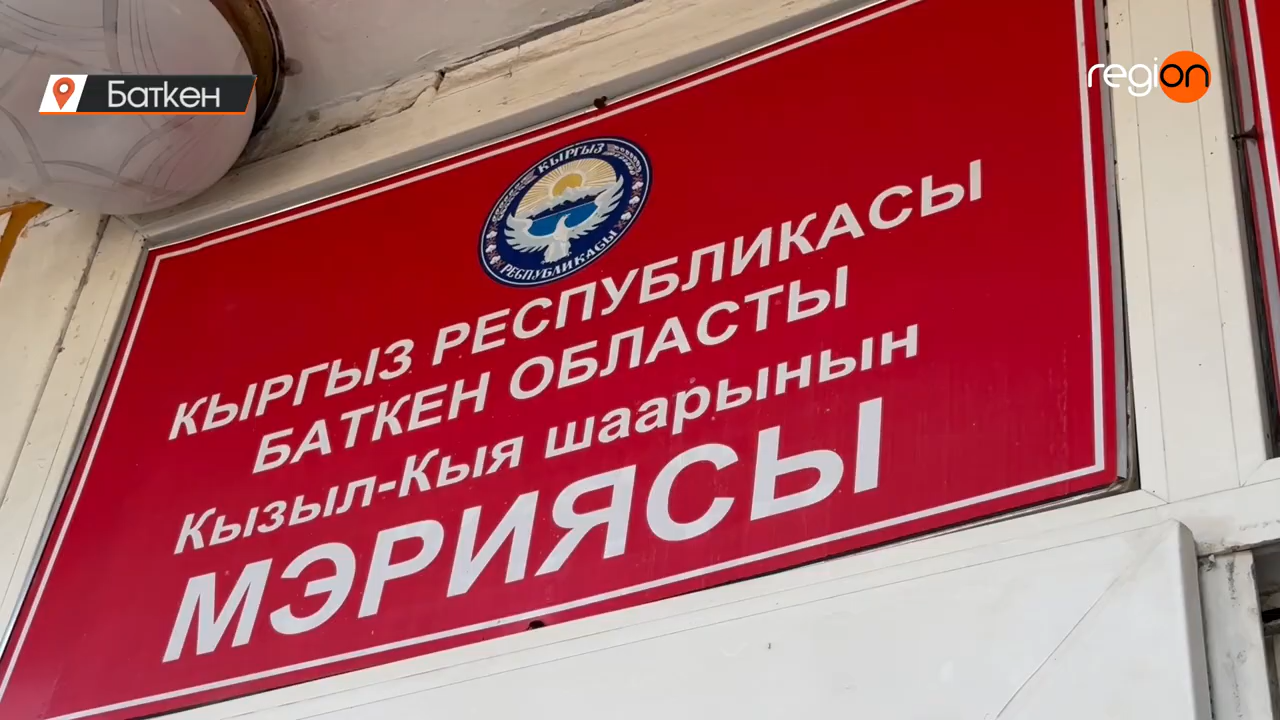 Баткен
region
КЫРГЫЗ
РЕСПУБЛИКАСЫ
КЫРГЫЗ РЕСПУБЛИКАСЫ
БАТКЕН ОБЛАСТЫ
Кызыл-Кыя шаарынын
МЭРИЯСЫ